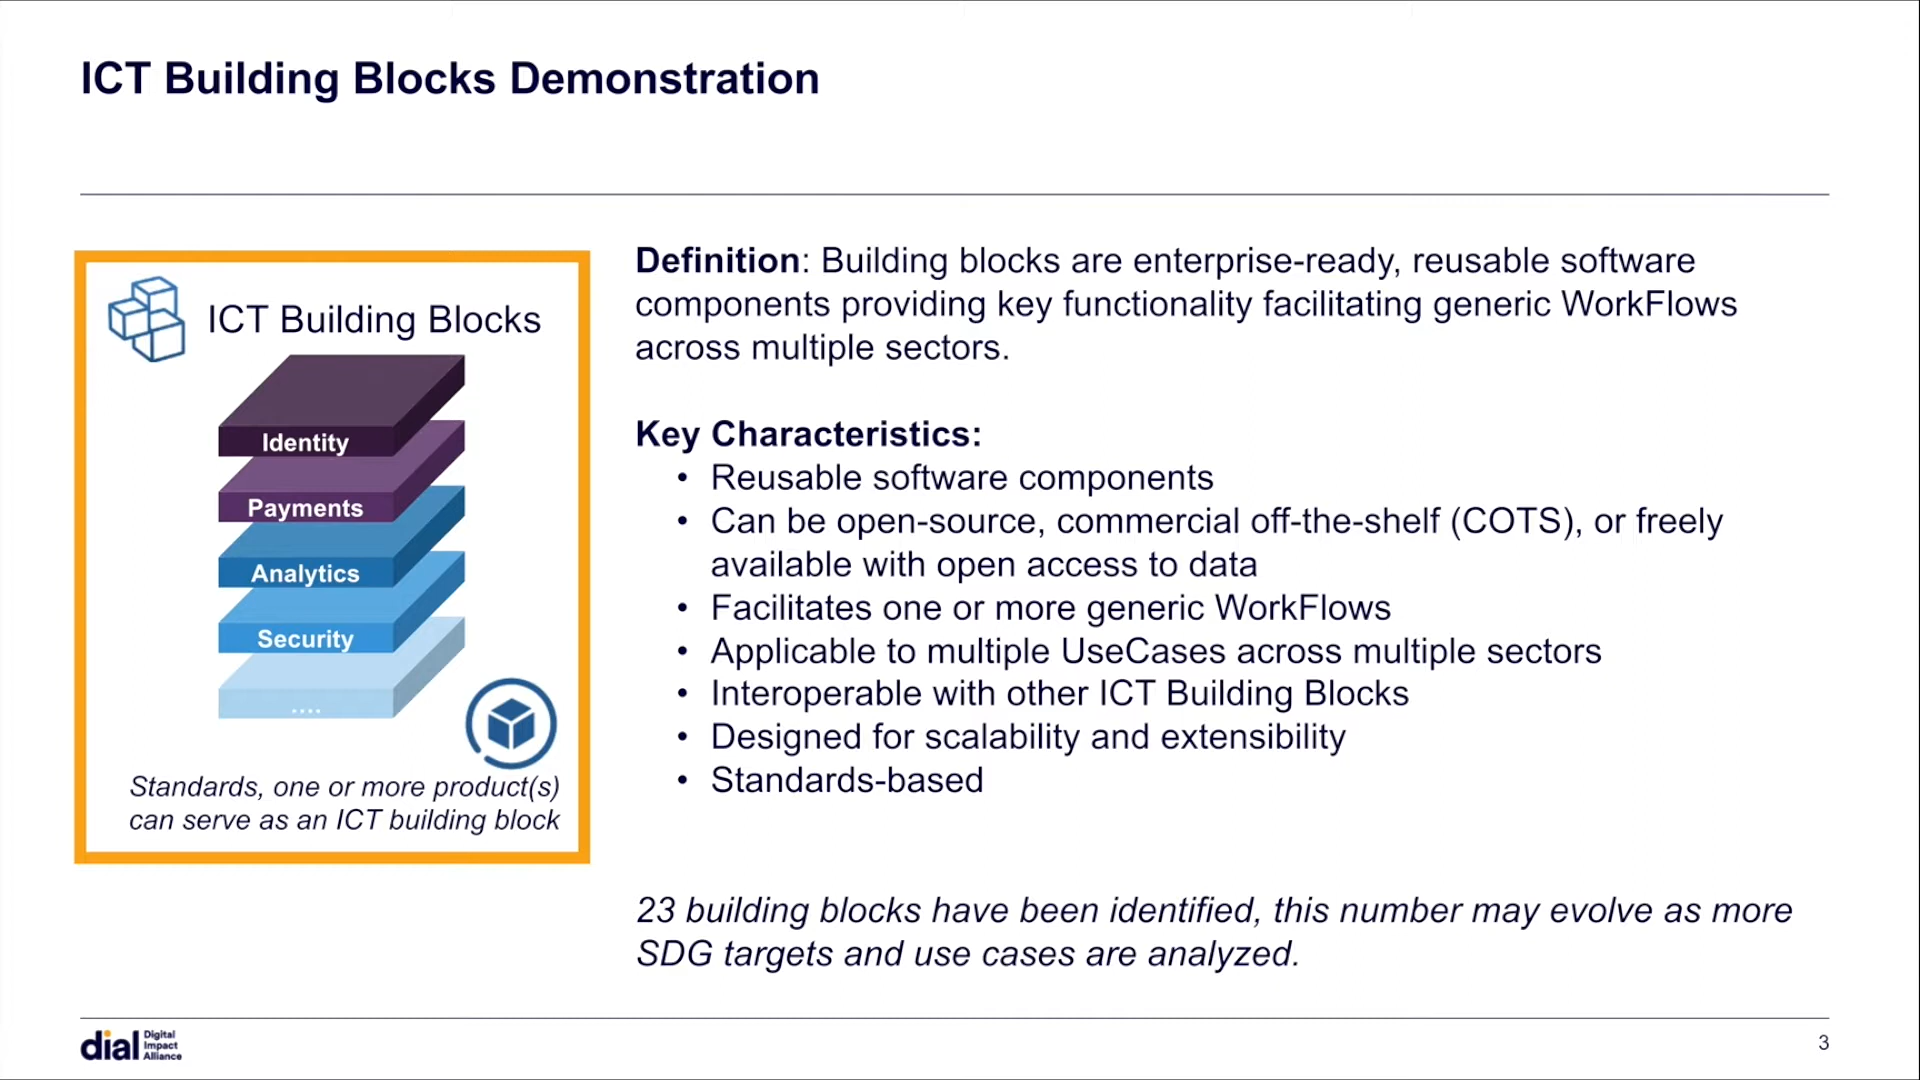 ICT Building Blocks Demonstration
ICT Building Blocks
Identity
Payments
Analytics
Security
....
Standards, one or more product(s)
can serve as an ICT building block
Definition: Building blocks are enterprise-ready, reusable software
components providing key functionality facilitating generic WorkFlows
across multiple sectors.
Key Characteristics:
• Reusable software components
• Can be open-source, commercial off-the-shelf (COTS), or freely
available with open access to data
• Facilitates one or more generic WorkFlows
• Applicable to multiple UseCases across multiple sectors
• Interoperable with other ICT Building Blocks
• Designed for scalability and extensibility
• Standards-based
23 building blocks have been identified, this number may evolve as more
SDG targets and use cases are analyzed.
dial Digital
Impact
Alliance
3